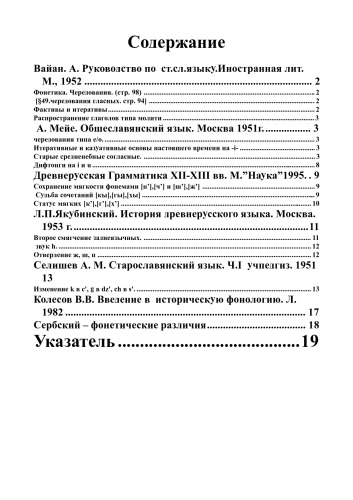 Содержание
Вайан. А. Руководство по ст.сл.языку.Иностранная лит.
М., 1952 ............................................................................ 2
Фонетика. Чередования. (стр. 98) ............................................................ 2
[§49.чередования гласных. стр. 94] ............................................................ 2
Фактивы и итеративы ............................................................ 2
Распространение глаголов типа молити ............................................................ 3
А. Мейе. Общеславянский язык. Москва 1951г. ................ 3
чередования типа е/о. ............................................................ 3
Итеративные и каузативные основы настоящего времени на -i- ............................................................ 3
Старые средненебные согласные. ............................................................ 3
Дифтонги на i и u ............................................................ 8
Древнерусская Грамматика XII-XIII вв. М."Наука"1995. . 9
Сохранение мягкости фонемами [ц'],[ч'] и [ш'],[ж'] ............................................................ 9
Судьба сочетаний [кы],[гы],[хы] ............................................................ 9
Статус мягких [к'],[г'],[х'] ............................................................ 10
Л.П.Якубинский. История древнерусского языка. Москва.
1953 г. ............................................................................ 11
Второе смягчение заднеязычных. ............................................................ 11
звук h. ............................................................ 12
Отвердение ж, ш, ц ............................................................ 12
Селищев А. М. Старославянский язык. Ч.I учпедгиз. 1951
13
Изменение k в c', g в dz', ch в s'. ............................................................ 13
Колесов В.В. Введение в историческую фонологию. Л.
1982 ............................................................................ 17
Сербский – фонетические различия ................................ 18
Указатель ................................................ 19